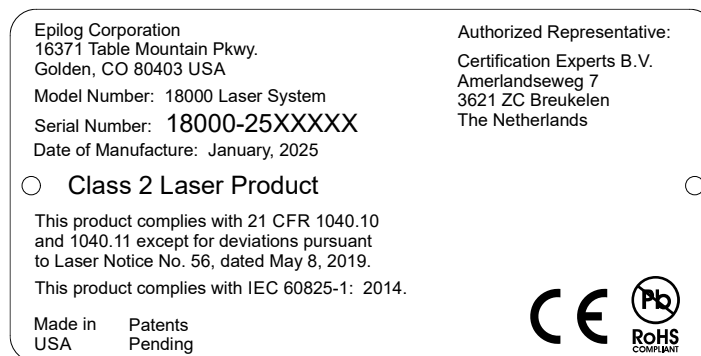 Epilog Corporation
16371 Table Mountain Pkwy.
Golden, CO 80403 USA
Model Number: 18000 Laser System
Serial Number: 18000-25XXXXX
Date of Manufacture: January, 2025
Authorized Representative:
Certification Experts B.V.
Amerlandseweg 7
3621 ZC Breukelen
The Netherlands
Class 2 Laser Product
This product complies with 21 CFR 1040.10
and 1040.11 except for deviations pursuant
to Laser Notice No. 56, dated May 8, 2019.
This product complies with IEC 60825-1: 2014.
Made in
USA
Patents
Pending
CE
Pb
RoHS
COMPLIANT